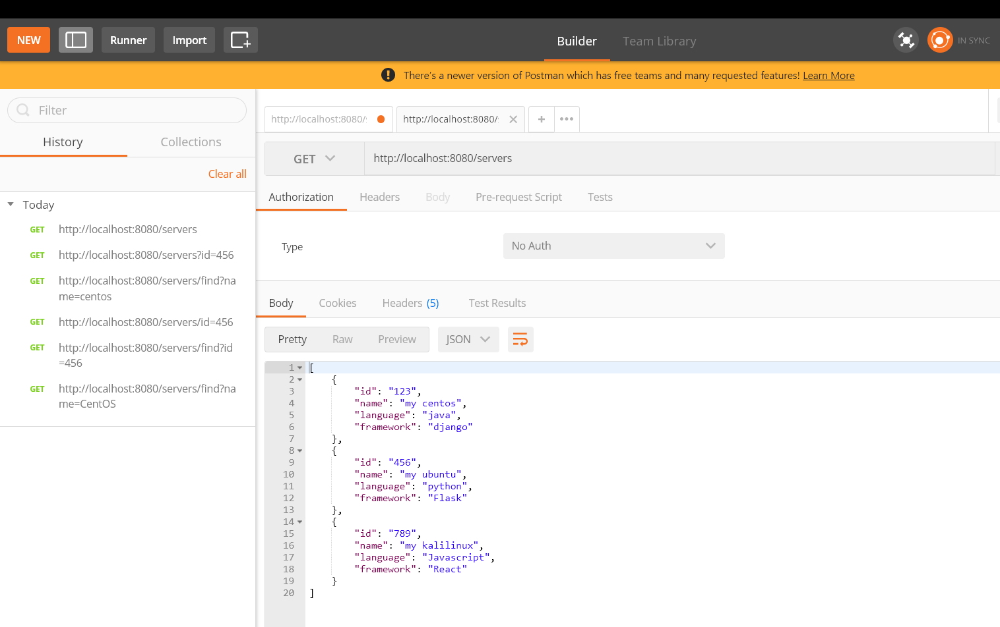 NEW
Runner
Import
Builder
Team Library
IN SYNC
There's a newer version of Postman which has free teams and many requested features! Learn More
Filter
History
Collections
Clear all
Today
GET http://localhost:8080/servers
GET http://localhost:8080/servers?id=456
GET http://localhost:8080/servers/find?na
me=centos
GET http://localhost:8080/servers/id=456
GET http://localhost:8080/servers/find?id
=456
GET http://localhost:8080/servers/find?na
me=CentOS
http://localhost:8080/
http://localhost:8080/
GET
http://localhost:8080/servers
Authorization
Headers
Body
Pre-request Script
Tests
Type
No Auth
Body
Cookies
Headers (5)
Test Results
Pretty
Raw
Preview
JSON
1 [
2 {
3 "id": "123",
4 "name": "my centos",
5 "language": "java",
6 "framework": "django"
7 },
8 {
9 "id": "456",
10 "name": "my ubuntu",
11 "language": "python",
12 "framework": "Flask"
13 },
14 {
15 "id": "789",
16 "name": "my kalilinux",
17 "language": "Javascript",
18 "framework": "React"
19 }
20 ]